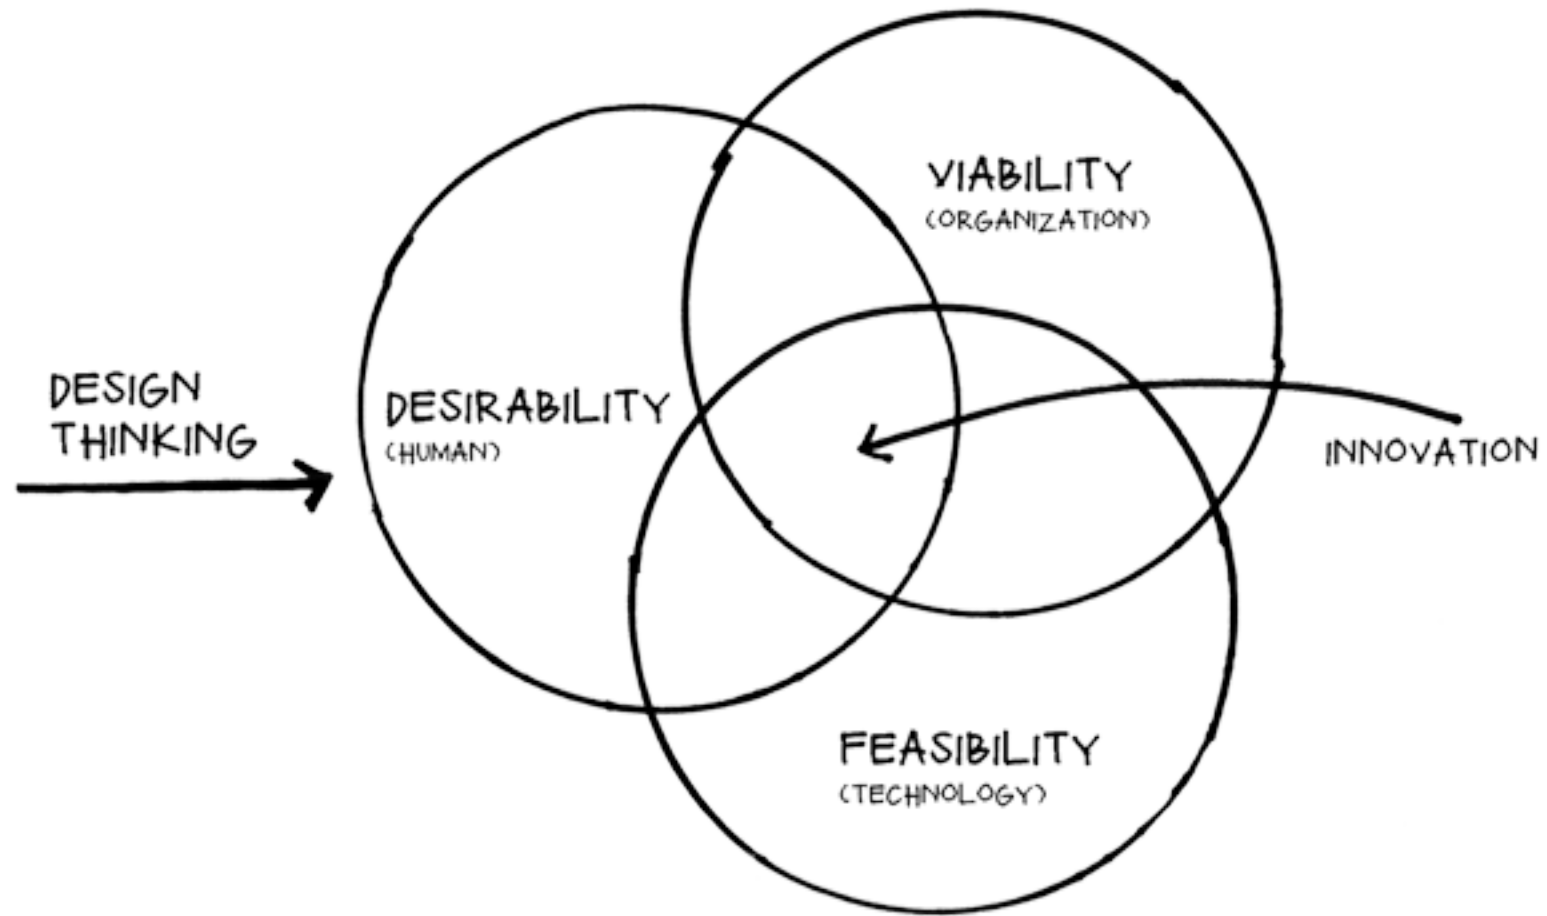 VIABILITY
(ORGANIZATION)
DESIGN
THINKING
DESIRABILITY
(HUMAN)
INNOVATION
FEASIBILITY
(TECHNOLOGY)